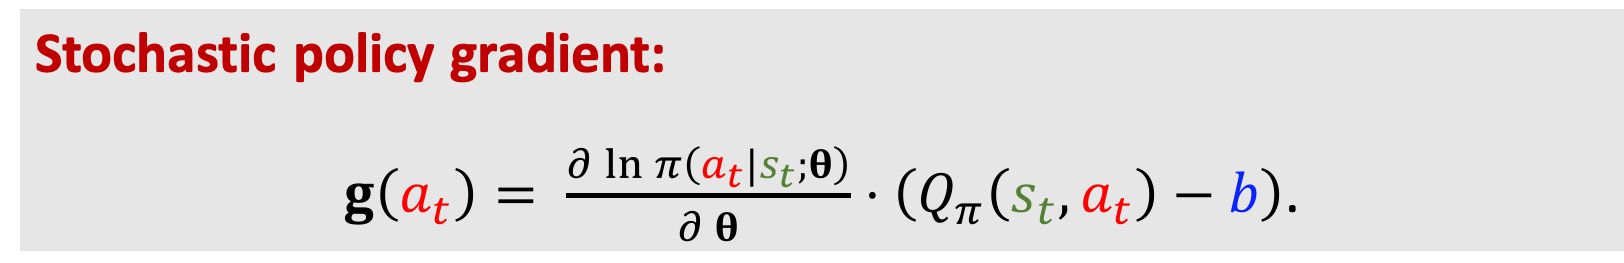 Stochastic policy gradient:
𝐠(a_t) = ∂ ln π(a_t|s_t;𝛉) / ∂ 𝛉 · (Q_π(s_t, a_t) − b).